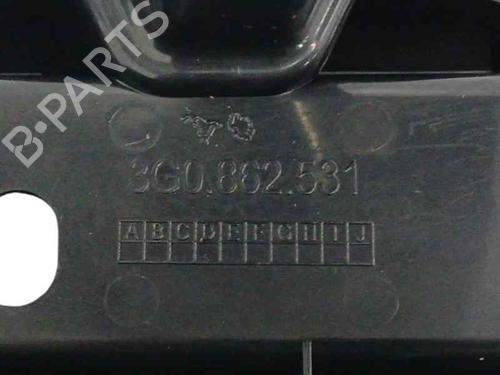 B-PARTS
3G0.862.531
A B C D E F G H I J